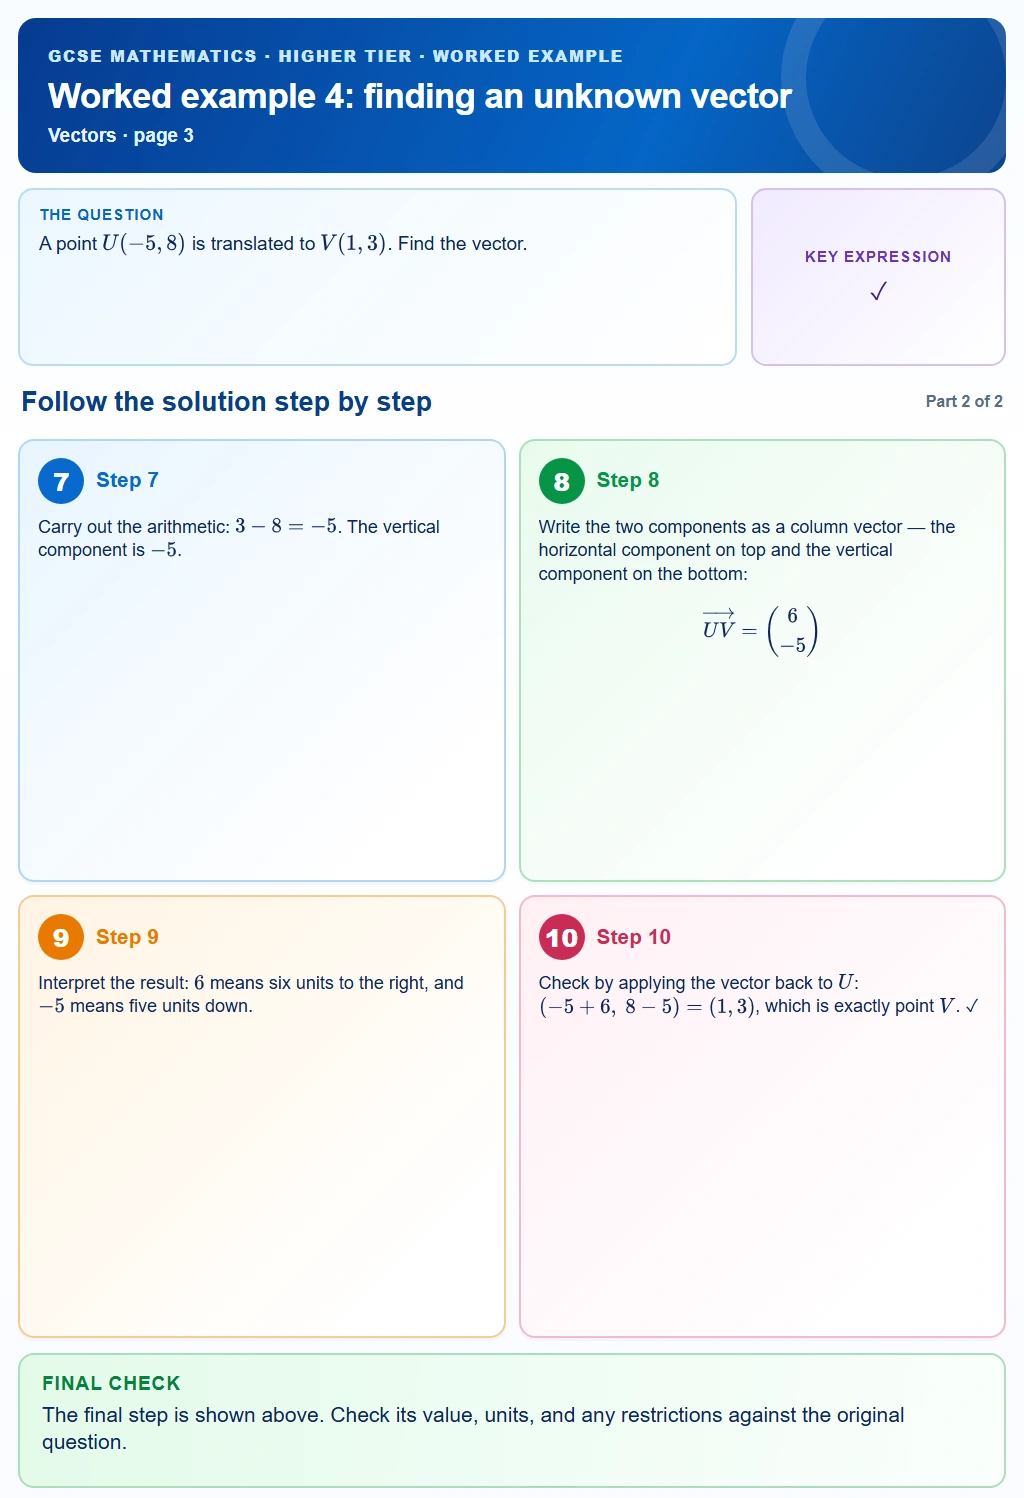 GCSE MATHEMATICS · HIGHER TIER · WORKED EXAMPLE
Worked example 4: finding an unknown vector
Vectors · page 3
THE QUESTION
A point U(−5, 8) is translated to V(1, 3). Find the vector.
KEY EXPRESSION
✓
Follow the solution step by step
Part 2 of 2
7 Step 7
Carry out the arithmetic: 3 − 8 = −5. The vertical
component is −5.
8 Step 8
Write the two components as a column vector — the
horizontal component on top and the vertical
component on the bottom:
$\overrightarrow{UV} = \begin{pmatrix} 6 \\ -5 \end{pmatrix}$
9 Step 9
Interpret the result: 6 means six units to the right, and
−5 means five units down.
10 Step 10
Check by applying the vector back to U:
(−5 + 6, 8 − 5) = (1, 3), which is exactly point V. ✓
FINAL CHECK
The final step is shown above. Check its value, units, and any restrictions against the original
question.